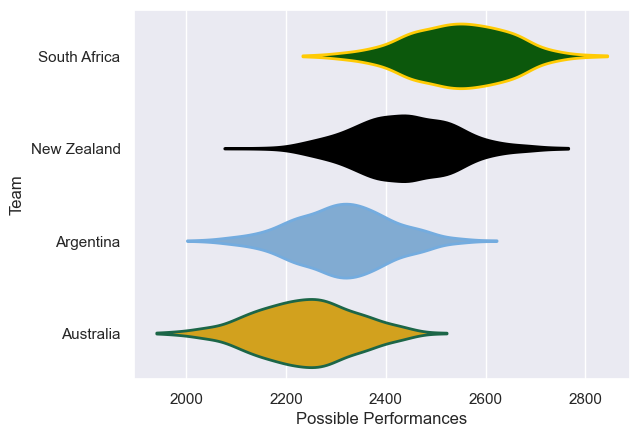 South Africa
New Zealand
Argentina
Australia
Team
2000 2200 2400 2600 2800
Possible Performances